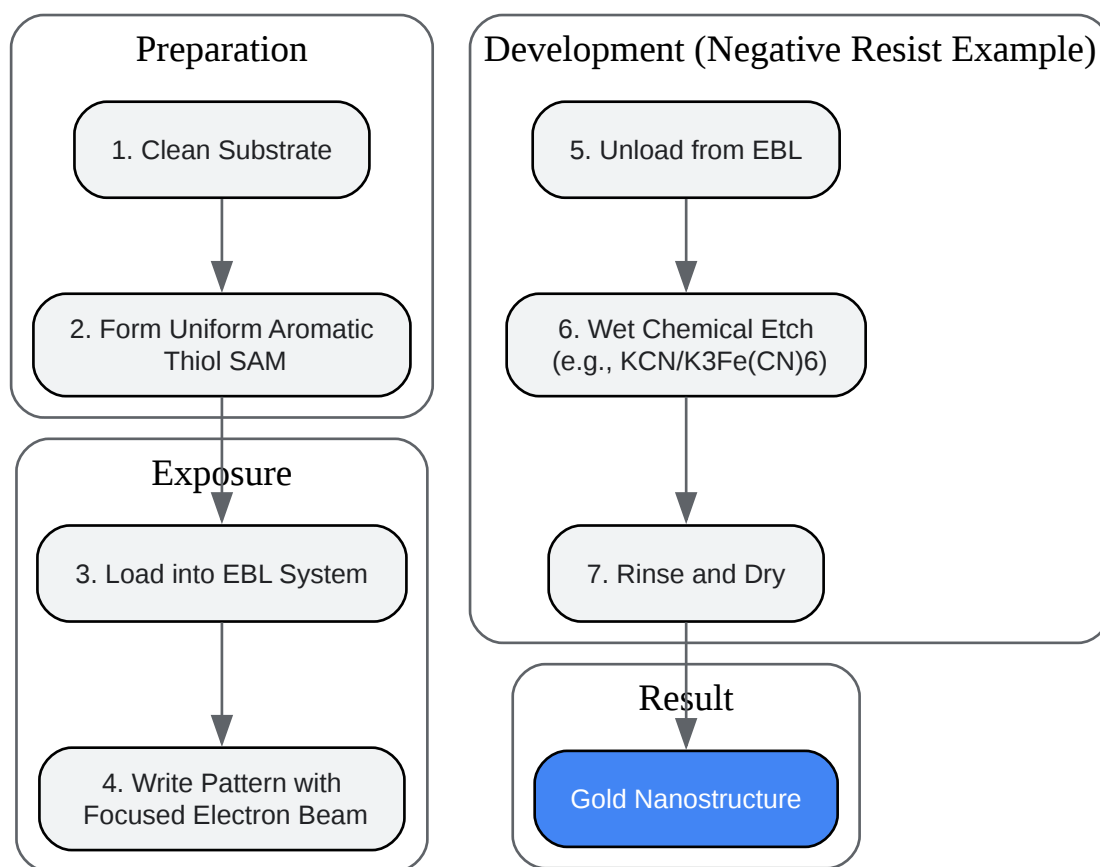 Preparation
1. Clean Substrate
2. Form Uniform Aromatic
Thiol SAM
Exposure
3. Load into EBL System
4. Write Pattern with
Focused Electron Beam
Development (Negative Resist Example)
5. Unload from EBL
6. Wet Chemical Etch
(e.g., KCN/K3Fe(CN)6)
7. Rinse and Dry
Result
Gold Nanostructure